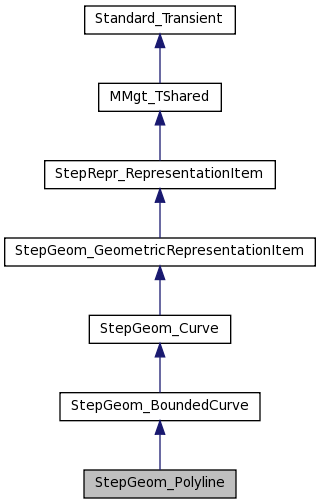 Standard_Transient
MMgt_TShared
StepRepr_RepresentationItem
StepGeom_GeometricRepresentationItem
StepGeom_Curve
StepGeom_BoundedCurve
StepGeom_Polyline